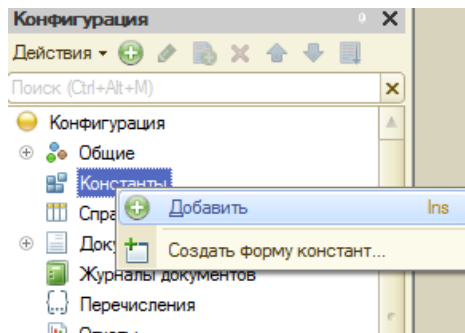 Конфигурация
Действия
Поиск (Ctrl+Alt+M)
Конфигурация
Общие
Константы
Добавить Ins
Создать форму констант...
Журналы документов
Перечисления